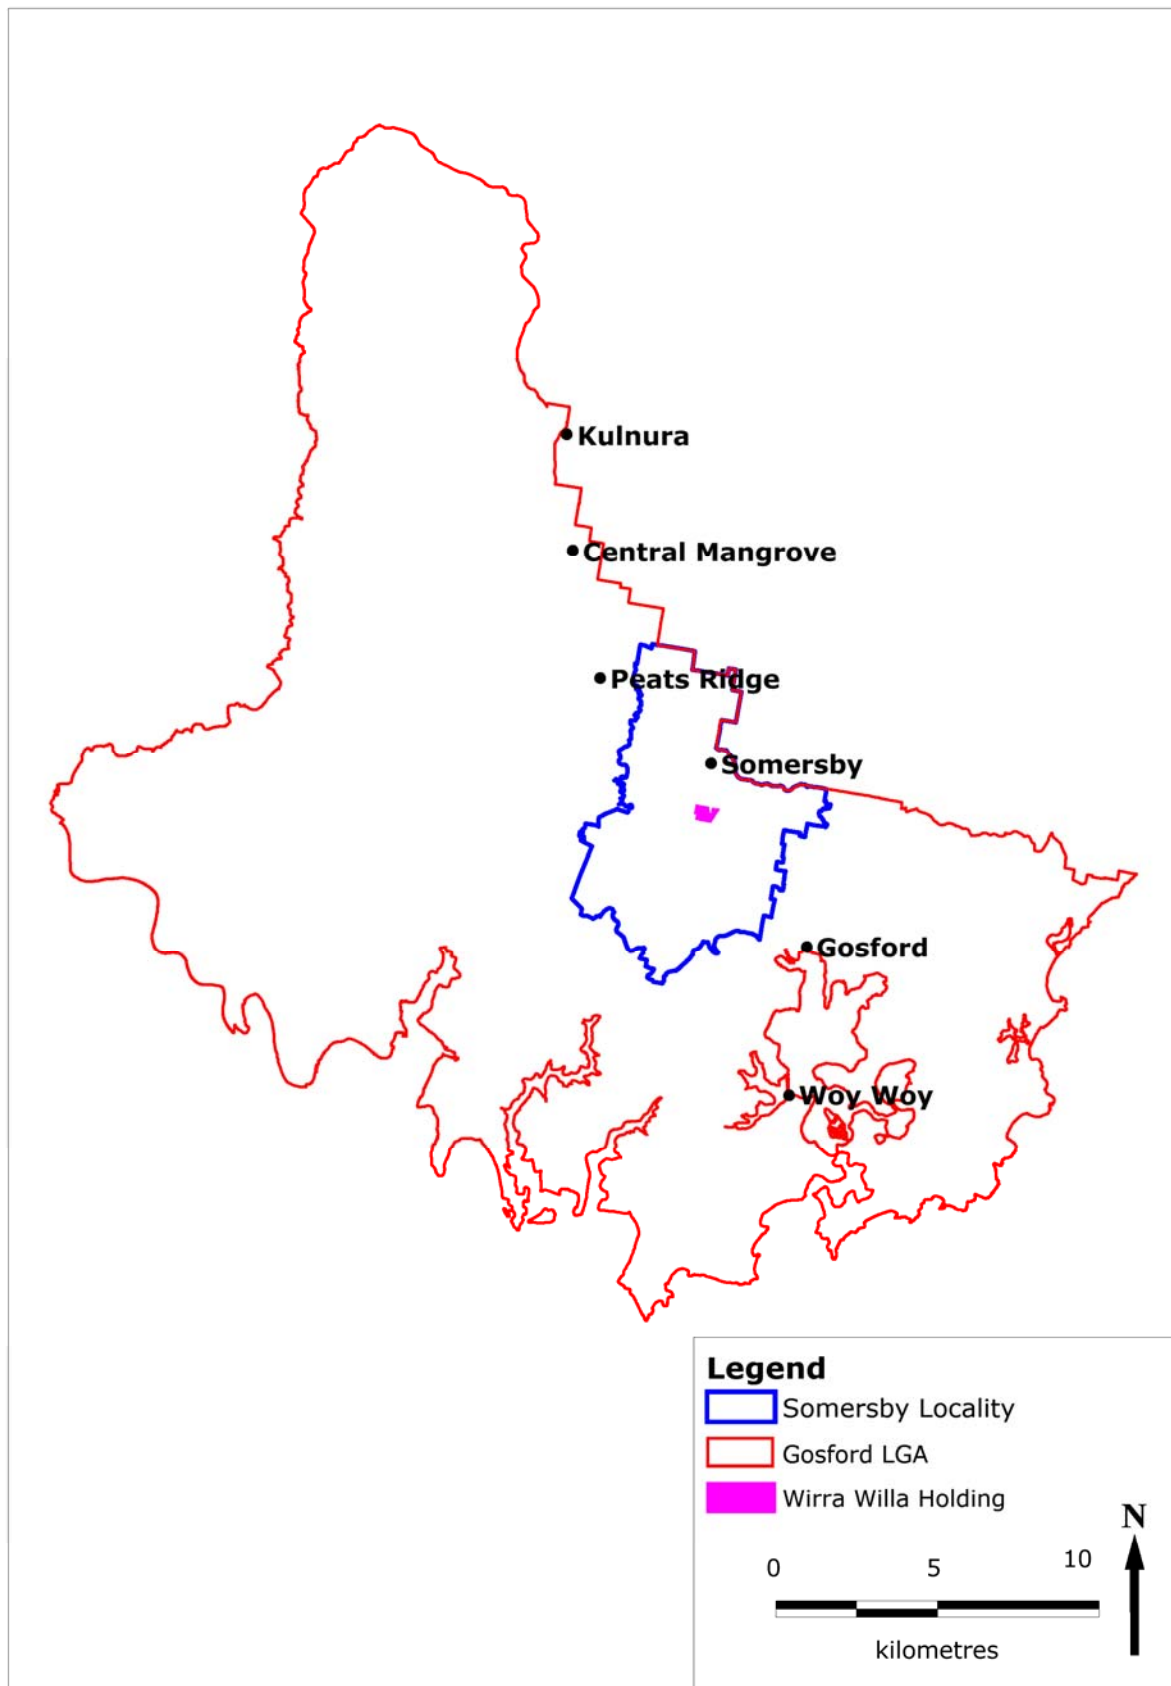 Kulnura
Central Mangrove
Peats Ridge
Somersby
Gosford
Woy Woy
Legend
Somersby Locality
Gosford LGA
Wirra Willa Holding
N
0 5 10
kilometres